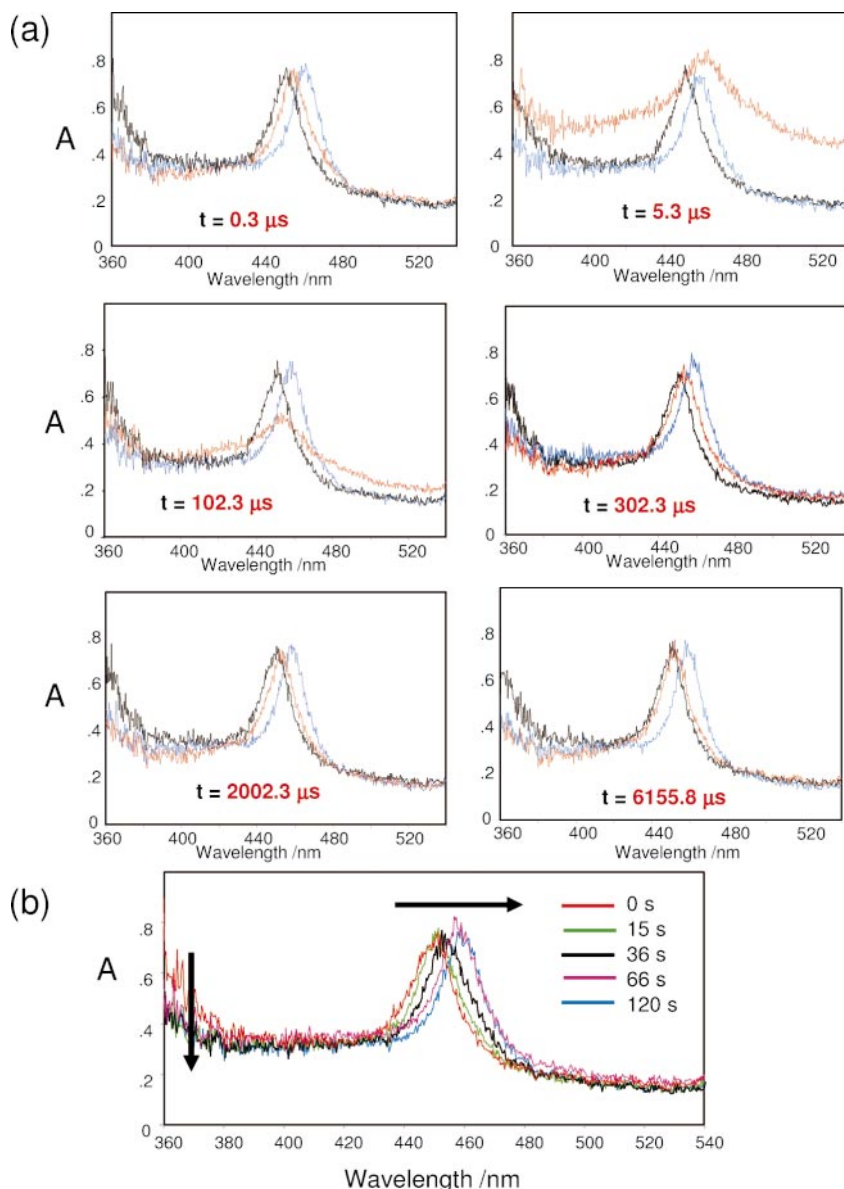 (a)
.8
.6
A
.4
.2
0
t = 0.3 μs
360 400 440 480 520
Wavelength /nm
.8
.6
A
.4
.2
0
t = 5.3 μs
360 400 440 480 520
Wavelength /nm
.8
.6
A
.4
.2
0
t = 102.3 μs
360 400 440 480 520
Wavelength /nm
.8
.6
A
.4
.2
0
t = 302.3 μs
360 400 440 480 520
Wavelength /nm
.8
.6
A
.4
.2
0
t = 2002.3 μs
360 400 440 480 520
Wavelength /nm
.8
.6
A
.4
.2
0
t = 6155.8 μs
360 400 440 480 520
Wavelength /nm
(b)
.8
A
.6
.4
.2
0
0 s
15 s
36 s
66 s
120 s
360 380 400 420 440 460 480 500 520 540
Wavelength /nm